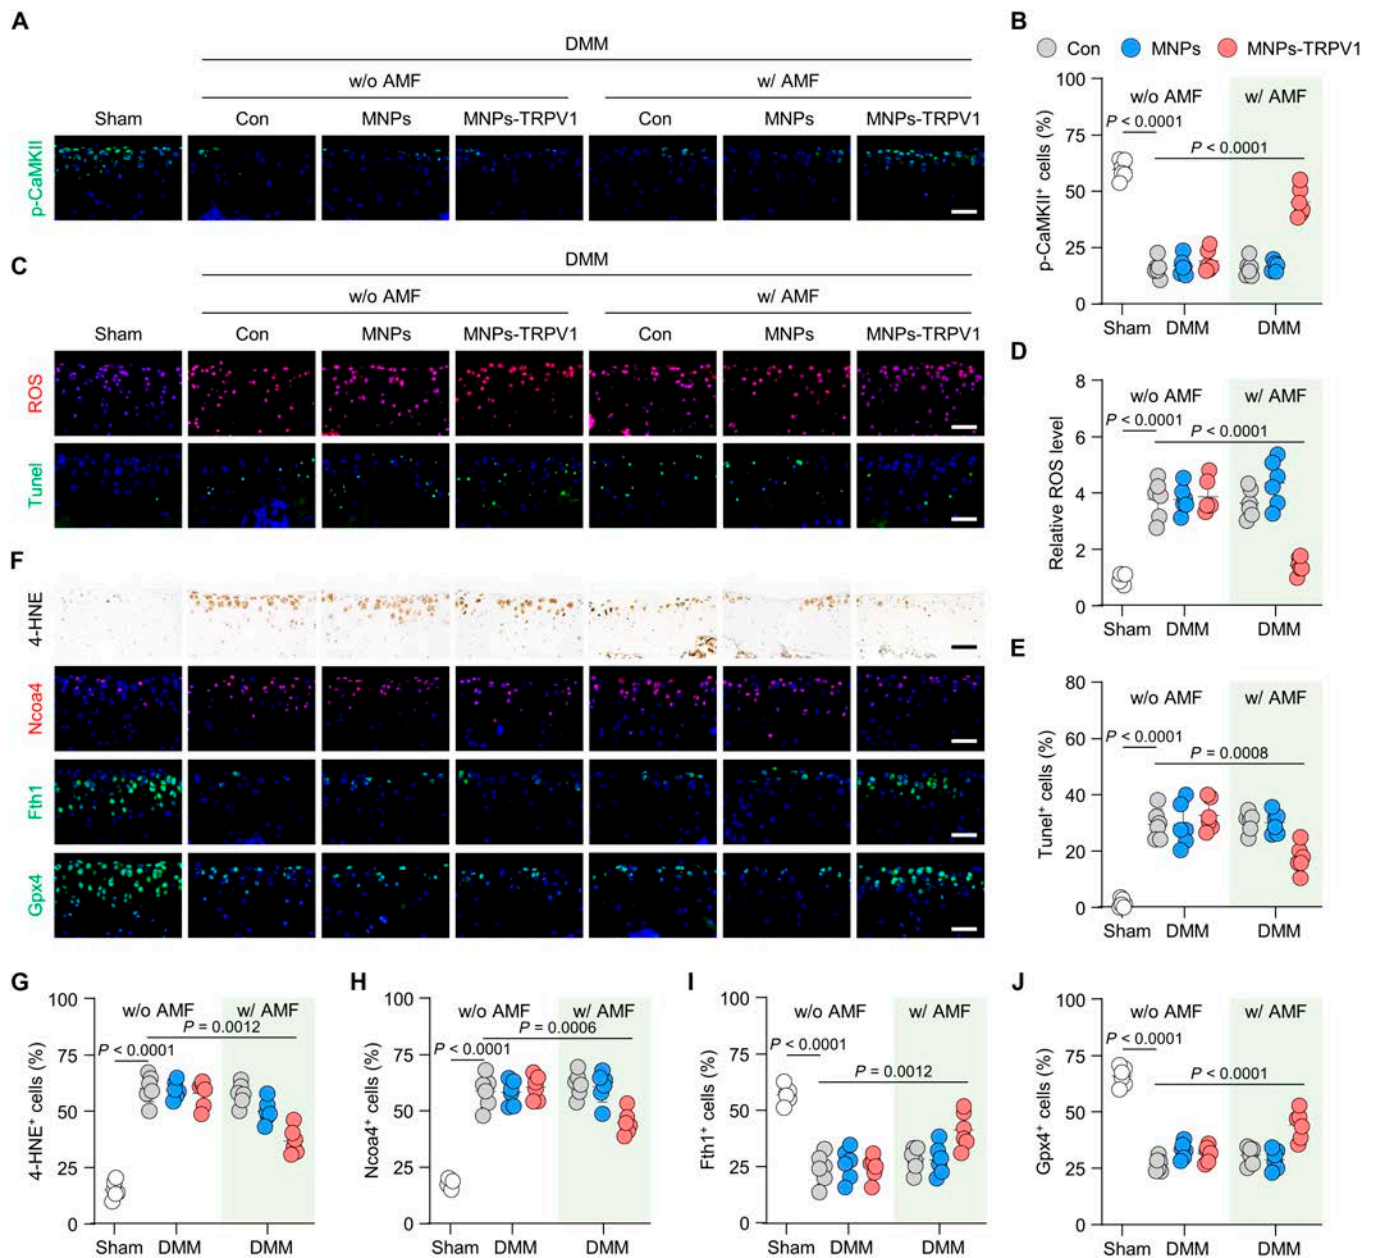 A
DMM
w/o AMF
w/ AMF
Sham
Con
MNPs
MNPs-TRPV1
Con
MNPs
MNPs-TRPV1
p-CaMKII
B
Con
MNPs
MNPs-TRPV1
100
75
50
25
0
p-CaMKII⁺ cells (%)
w/o AMF
w/ AMF
P < 0.0001
P < 0.0001
Sham
DMM
DMM
C
DMM
w/o AMF
w/ AMF
Sham
Con
MNPs
MNPs-TRPV1
Con
MNPs
MNPs-TRPV1
ROS
Tunel
D
8
6
4
2
0
Relative ROS level
w/o AMF
w/ AMF
P < 0.0001
P < 0.0001
Sham
DMM
DMM
E
80
60
40
20
0
Tunel⁺ cells (%)
w/o AMF
w/ AMF
P < 0.0001
P = 0.0008
Sham
DMM
DMM
F
4-HNE
Ncoa4
Fth1
Gpx4
G
100
75
50
25
0
4-HNE⁺ cells (%)
w/o AMF
w/ AMF
P = 0.0012
P < 0.0001
Sham
DMM
DMM
H
100
75
50
25
0
Ncoa4⁺ cells (%)
w/o AMF
w/ AMF
P = 0.0006
P < 0.0001
Sham
DMM
DMM
I
100
75
50
25
0
Fth1⁺ cells (%)
w/o AMF
w/ AMF
P < 0.0001
P = 0.0012
Sham
DMM
DMM
J
100
75
50
25
0
Gpx4⁺ cells (%)
w/o AMF
w/ AMF
P < 0.0001
P < 0.0001
Sham
DMM
DMM